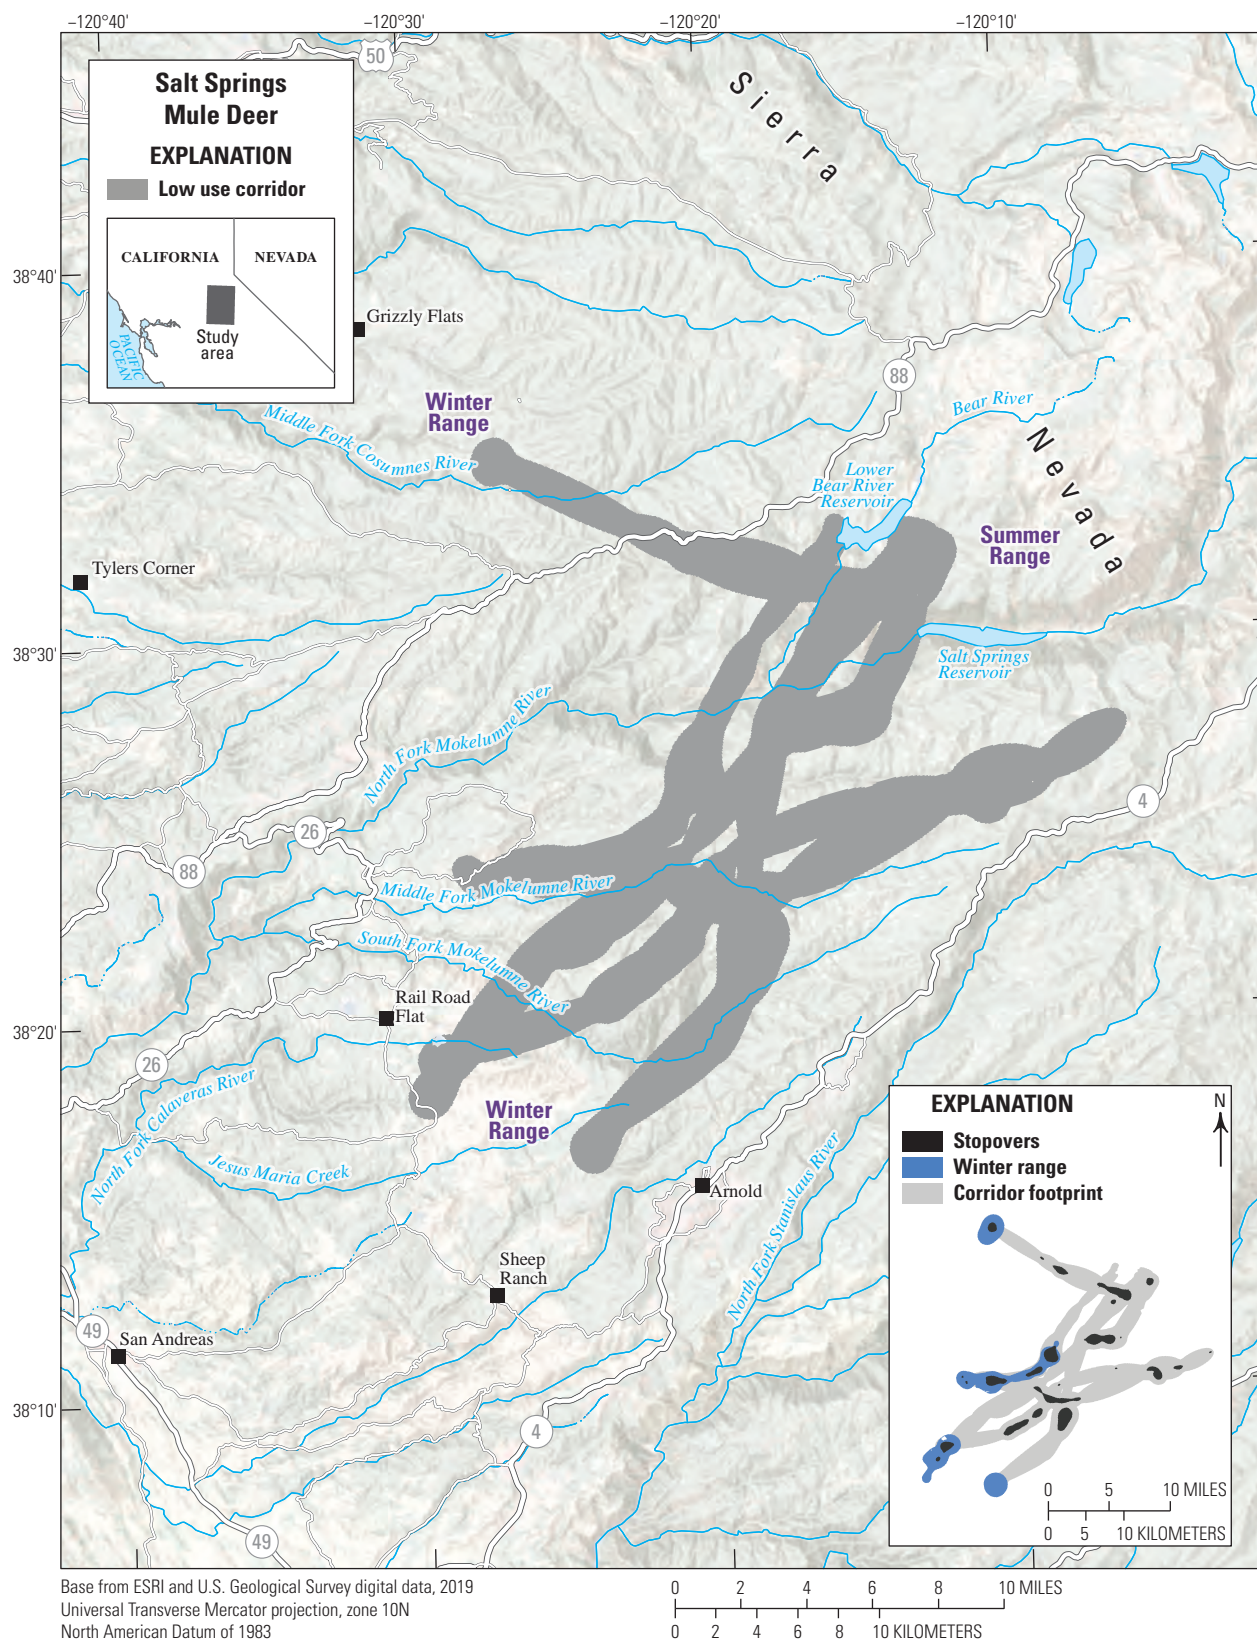 −120°40'
−120°30'
−120°20'
−120°10'
50
Salt Springs
Mule Deer
EXPLANATION
Low use corridor
CALIFORNIA
NEVADA
PACIFIC
OCEAN
Study
area
Sierra
Nevada
38°40'
Grizzly Flats
88
Winter
Range
Middle Fork Cosumnes River
Bear River
Lower
Bear River
Reservoir
Summer
Range
Tylers Corner
38°30'
Salt Springs
Reservoir
North Fork Mokelumne River
4
26
88
Middle Fork Mokelumne River
South Fork Mokelumne River
Rail Road
Flat
38°20'
26
North Fork Calaveras River
Winter
Range
Jesus Maria Creek
Arnold
North Fork Stanislaus River
Sheep
Ranch
49
San Andreas
38°10'
4
49
EXPLANATION
N
Stopovers
Winter range
Corridor footprint
0 5 10 MILES
0 5 10 KILOMETERS
Base from ESRI and U.S. Geological Survey digital data, 2019
Universal Transverse Mercator projection, zone 10N
North American Datum of 1983
0 2 4 6 8 10 MILES
0 2 4 6 8 10 KILOMETERS